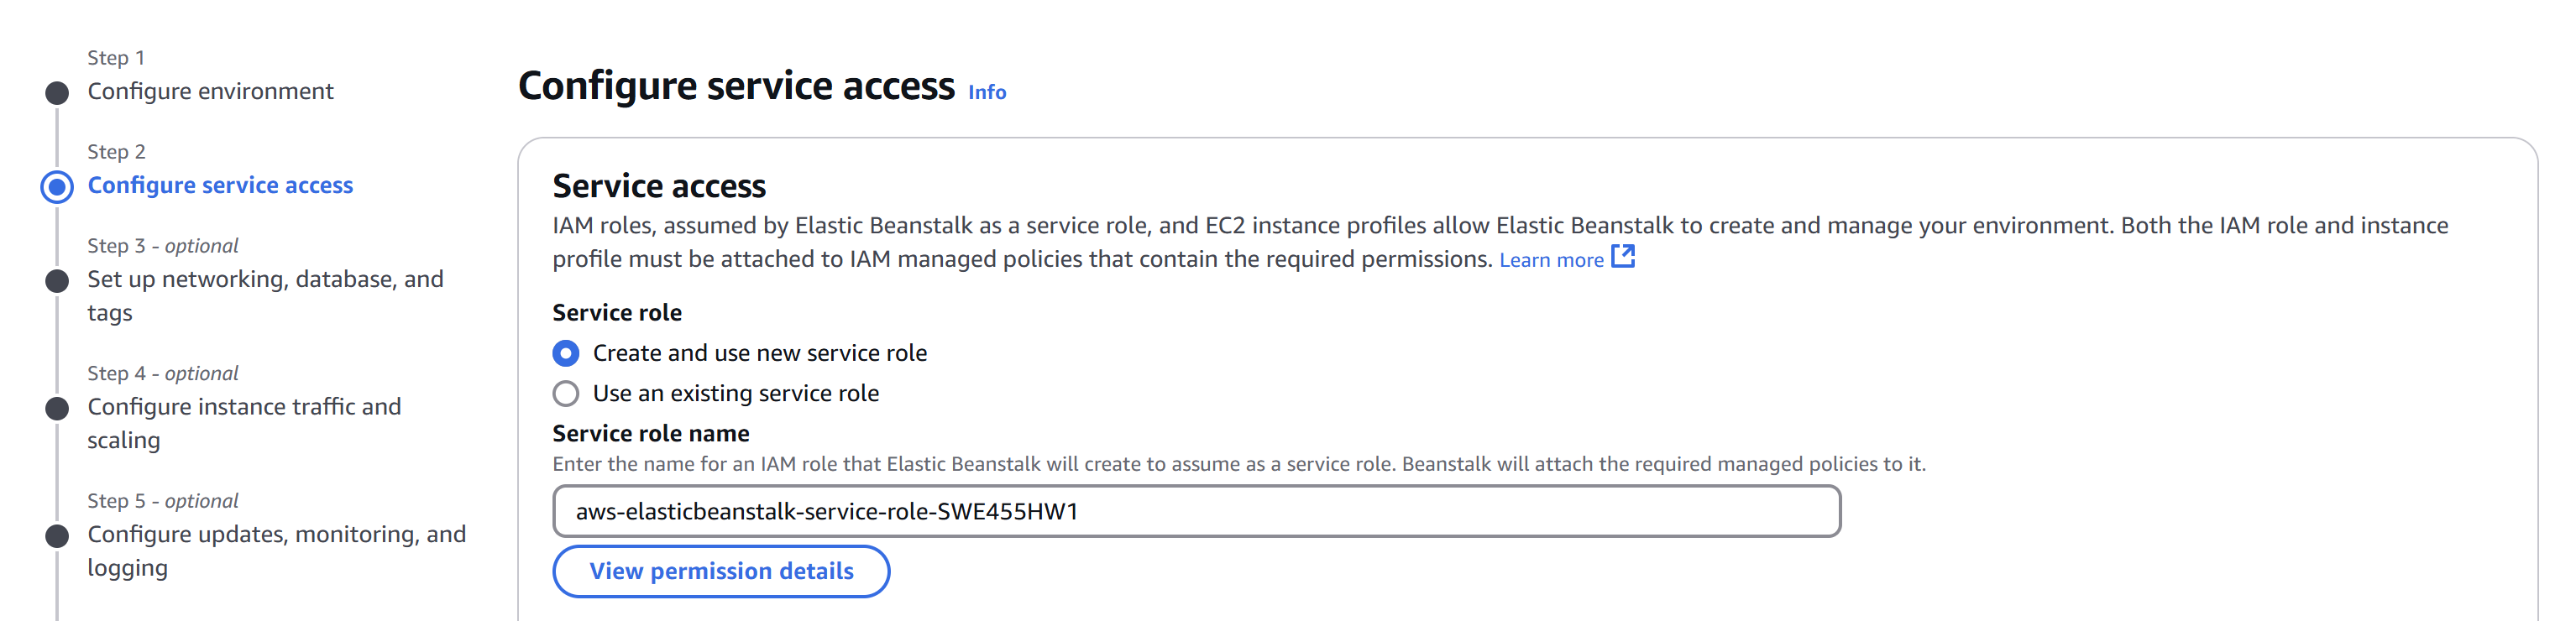 Step 1
Configure environment
Step 2
Configure service access
Step 3 - optional
Set up networking, database, and
tags
Step 4 - optional
Configure instance traffic and
scaling
Step 5 - optional
Configure updates, monitoring, and
logging
Configure service access Info
Service access
IAM roles, assumed by Elastic Beanstalk as a service role, and EC2 instance profiles allow Elastic Beanstalk to create and manage your environment. Both the IAM role and instance
profile must be attached to IAM managed policies that contain the required permissions. Learn more
Service role
Create and use new service role
Use an existing service role
Service role name
Enter the name for an IAM role that Elastic Beanstalk will create to assume as a service role. Beanstalk will attach the required managed policies to it.
aws-elasticbeanstalk-service-role-SWE455HW1
View permission details